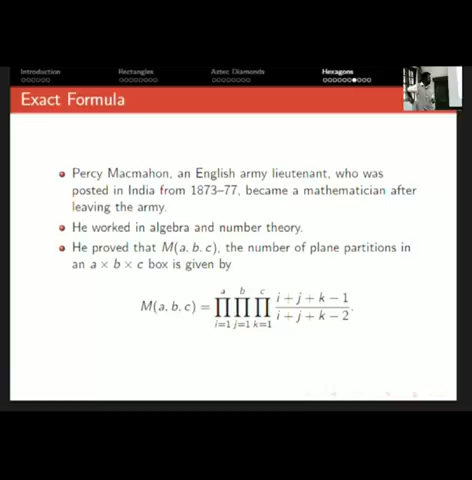 Introduction Rectangles Aztec Diamonds Hexagons
Exact Formula
Percy Macmahon, an English army lieutenant, who was
posted in India from 1873–77, became a mathematician after
leaving the army.
He worked in algebra and number theory.
He proved that M(a, b, c), the number of plane partitions in
an a × b × c box is given by
M(a, b, c) = ∏_{i=1}^{a} ∏_{j=1}^{b} ∏_{k=1}^{c} (i + j + k − 1)/(i + j + k − 2).